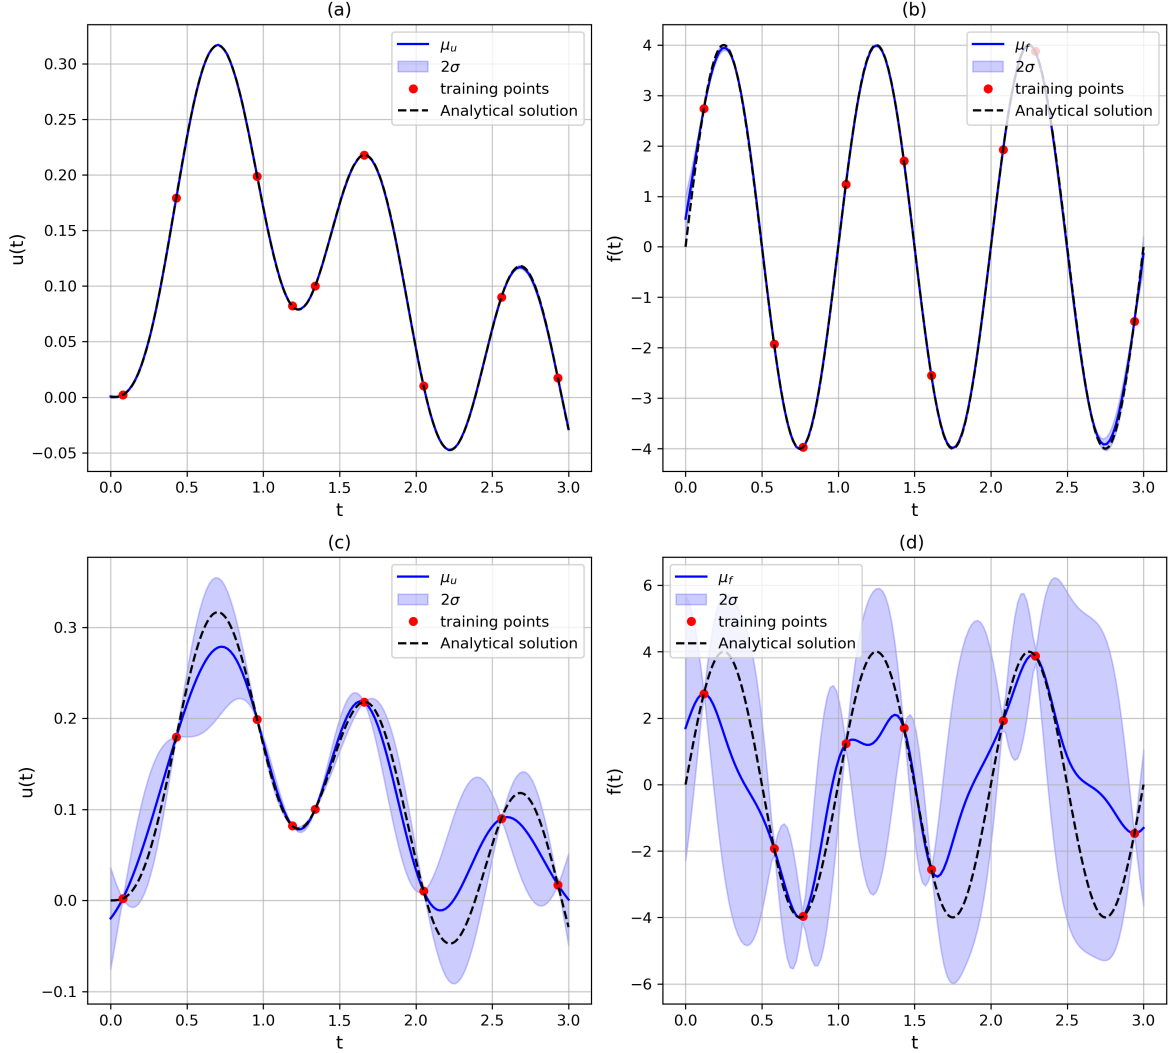 (a)
u(t)
0.30
0.25
0.20
0.15
0.10
0.05
0.00
−0.05
0.0 0.5 1.0 1.5 2.0 2.5 3.0
t
μu
2σ
training points
Analytical solution
(b)
f(t)
4
3
2
1
0
−1
−2
−3
−4
0.0 0.5 1.0 1.5 2.0 2.5 3.0
t
μf
2σ
training points
Analytical solution
(c)
u(t)
0.3
0.2
0.1
0.0
−0.1
0.0 0.5 1.0 1.5 2.0 2.5 3.0
t
μu
2σ
training points
Analytical solution
(d)
f(t)
6
4
2
0
−2
−4
−6
0.0 0.5 1.0 1.5 2.0 2.5 3.0
t
μf
2σ
training points
Analytical solution